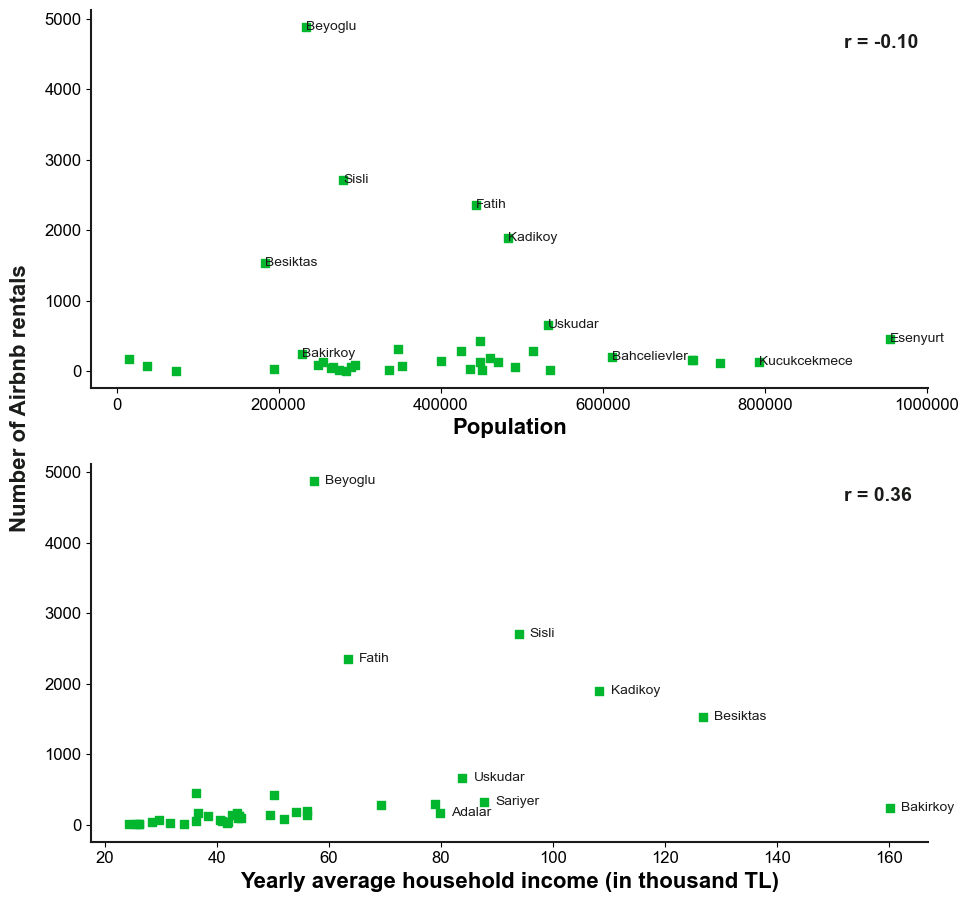 5000
Beyoglu
r = -0.10
4000
3000
Sisli
Fatih
2000
Kadikoy
Besiktas
1000
Uskudar
Esenyurt
Bakirkoy
Bahcelievler
Kucukcekmece
0
0 200000 400000 600000 800000 1000000
Population
Number of Airbnb rentals
5000
Beyoglu
r = 0.36
4000
3000
Sisli
Fatih
2000
Kadikoy
Besiktas
1000
Uskudar
Sariyer
Bakirkoy
Adalar
0
20 40 60 80 100 120 140 160
Yearly average household income (in thousand TL)